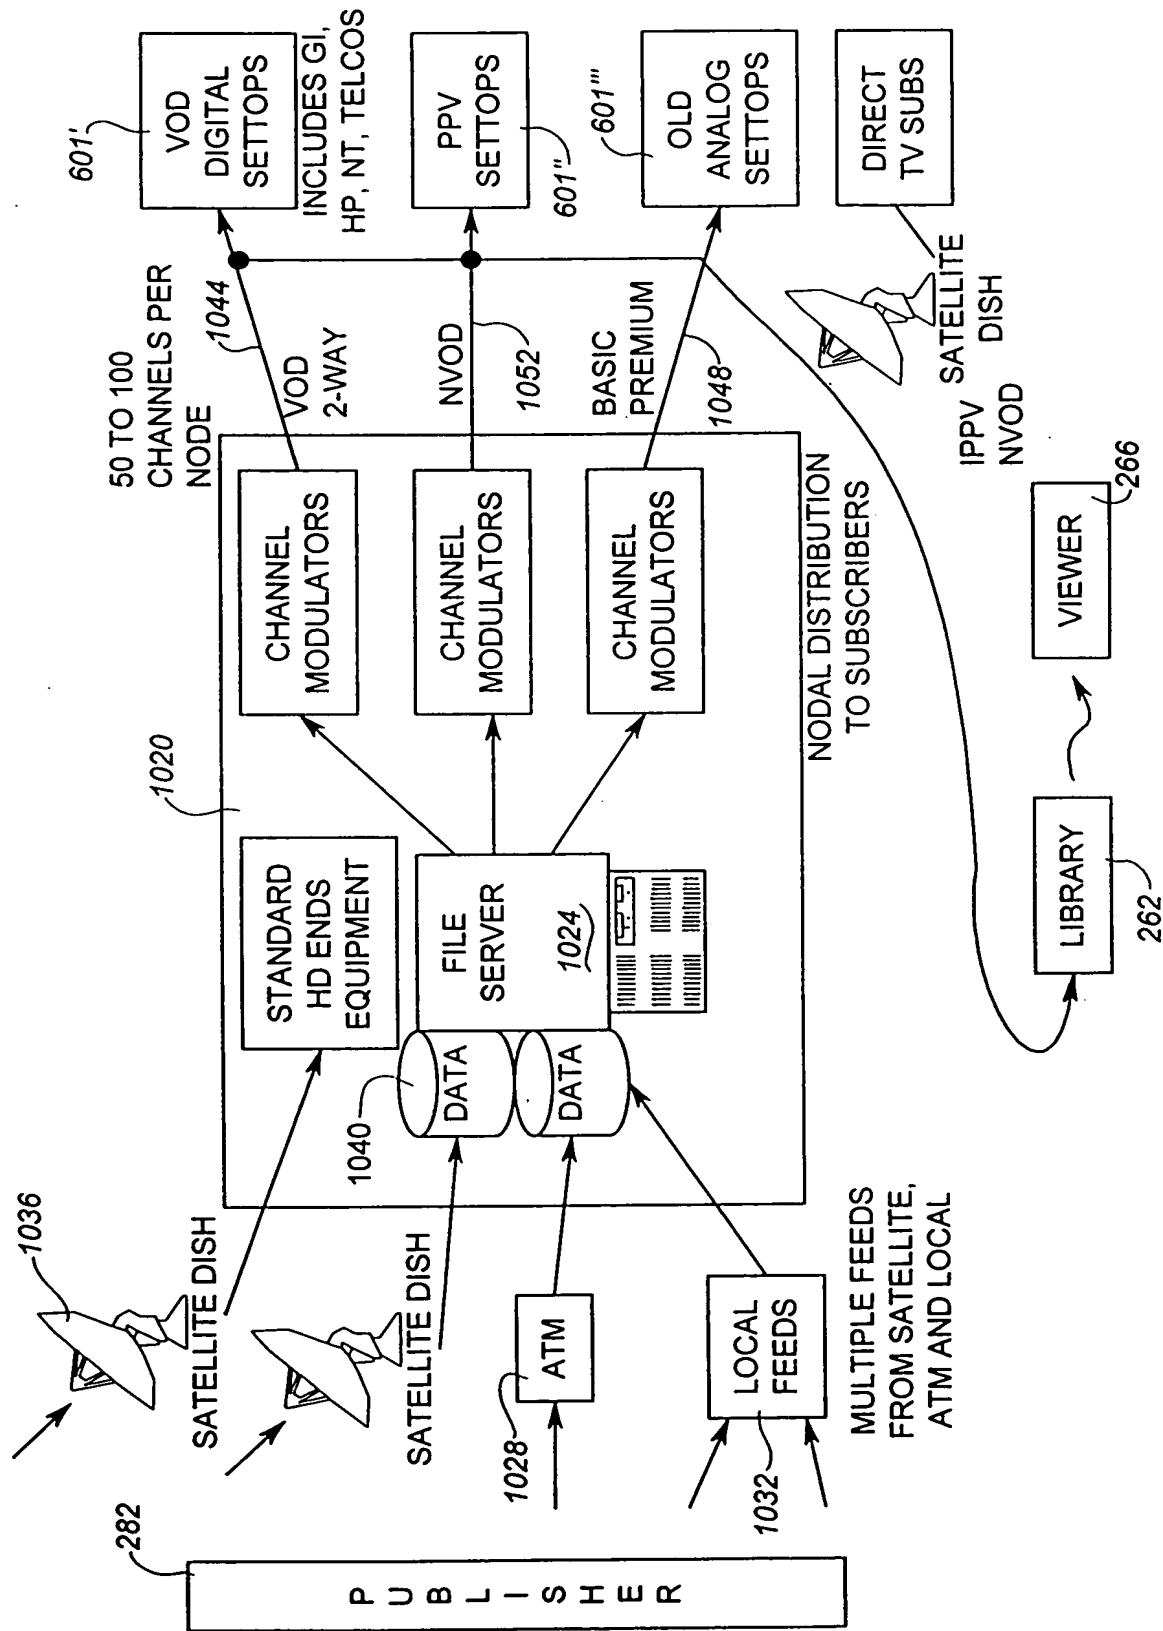 282
PUBLISHER
1036
SATELLITE DISH
SATELLITE DISH
1028
ATM
1032
LOCAL
FEEDS
MULTIPLE FEEDS
FROM SATELLITE,
ATM AND LOCAL
1020
STANDARD
HD ENDS
EQUIPMENT
1040
DATA
DATA
FILE
SERVER
1024
CHANNEL
MODULATORS
CHANNEL
MODULATORS
CHANNEL
MODULATORS
NODAL DISTRIBUTION
TO SUBSCRIBERS
50 TO 100
CHANNELS PER
NODE
1044
VOD
2-WAY
NVOD
1052
BASIC
PREMIUM
1048
601'
VOD
DIGITAL
SETTOPS
INCLUDES GI,
HP, NT, TELCOS
PPV
SETTOPS
601"
601'''
OLD
ANALOG
SETTOPS
DIRECT
TV SUBS
SATELLITE
DISH
IPPV
NVOD
LIBRARY
262
VIEWER
266